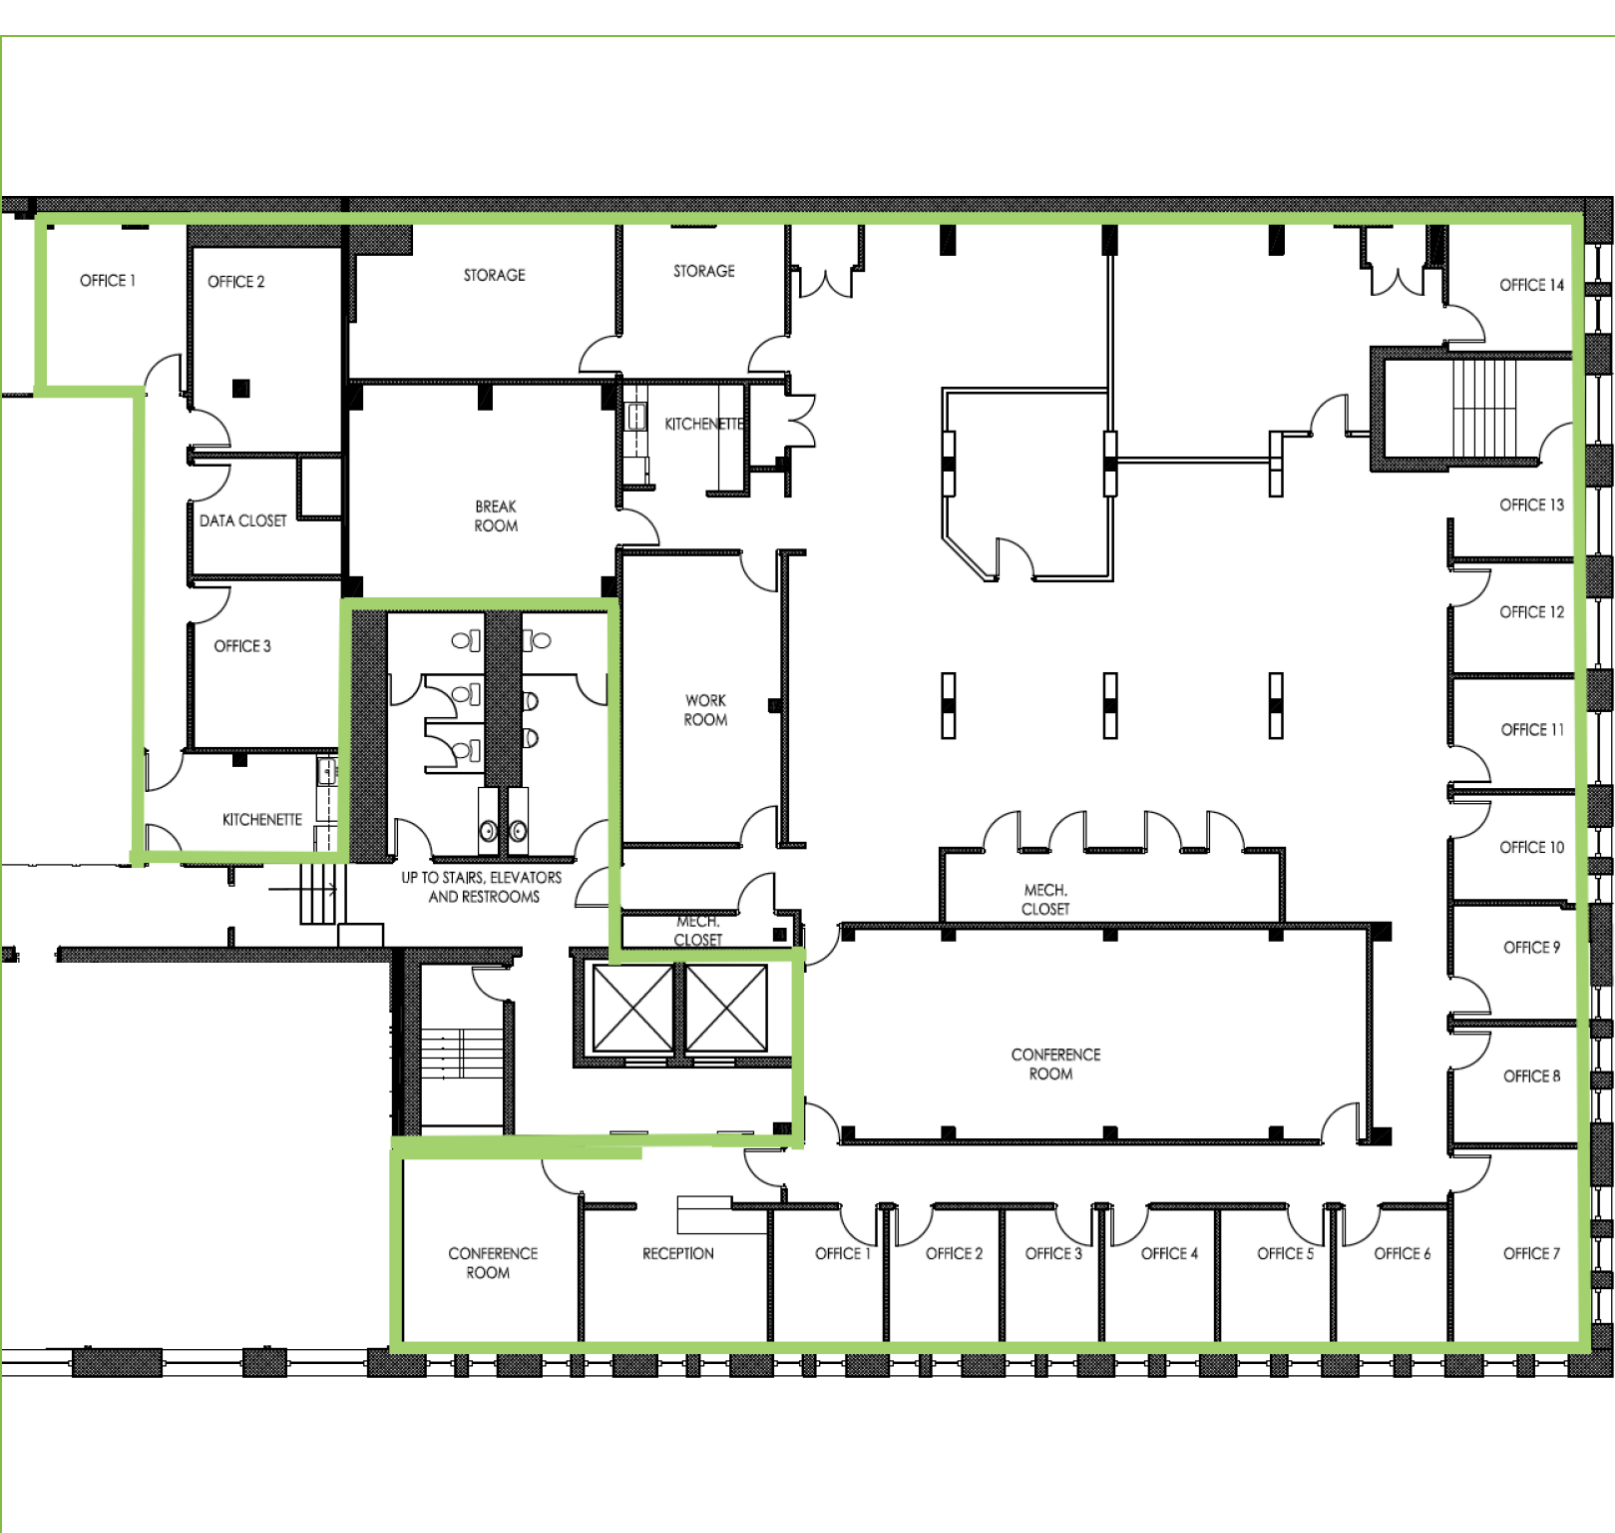 OFFICE 1
OFFICE 2
STORAGE
STORAGE
OFFICE 14
KITCHENETTE
BREAK
ROOM
DATA CLOSET
OFFICE 13
OFFICE 12
OFFICE 3
WORK
ROOM
OFFICE 11
KITCHENETTE
OFFICE 10
UP TO STAIRS, ELEVATORS
AND RESTROOMS
MECH.
CLOSET
MECH.
CLOSET
OFFICE 9
CONFERENCE
ROOM
OFFICE 8
CONFERENCE
ROOM
RECEPTION
OFFICE 1
OFFICE 2
OFFICE 3
OFFICE 4
OFFICE 5
OFFICE 6
OFFICE 7